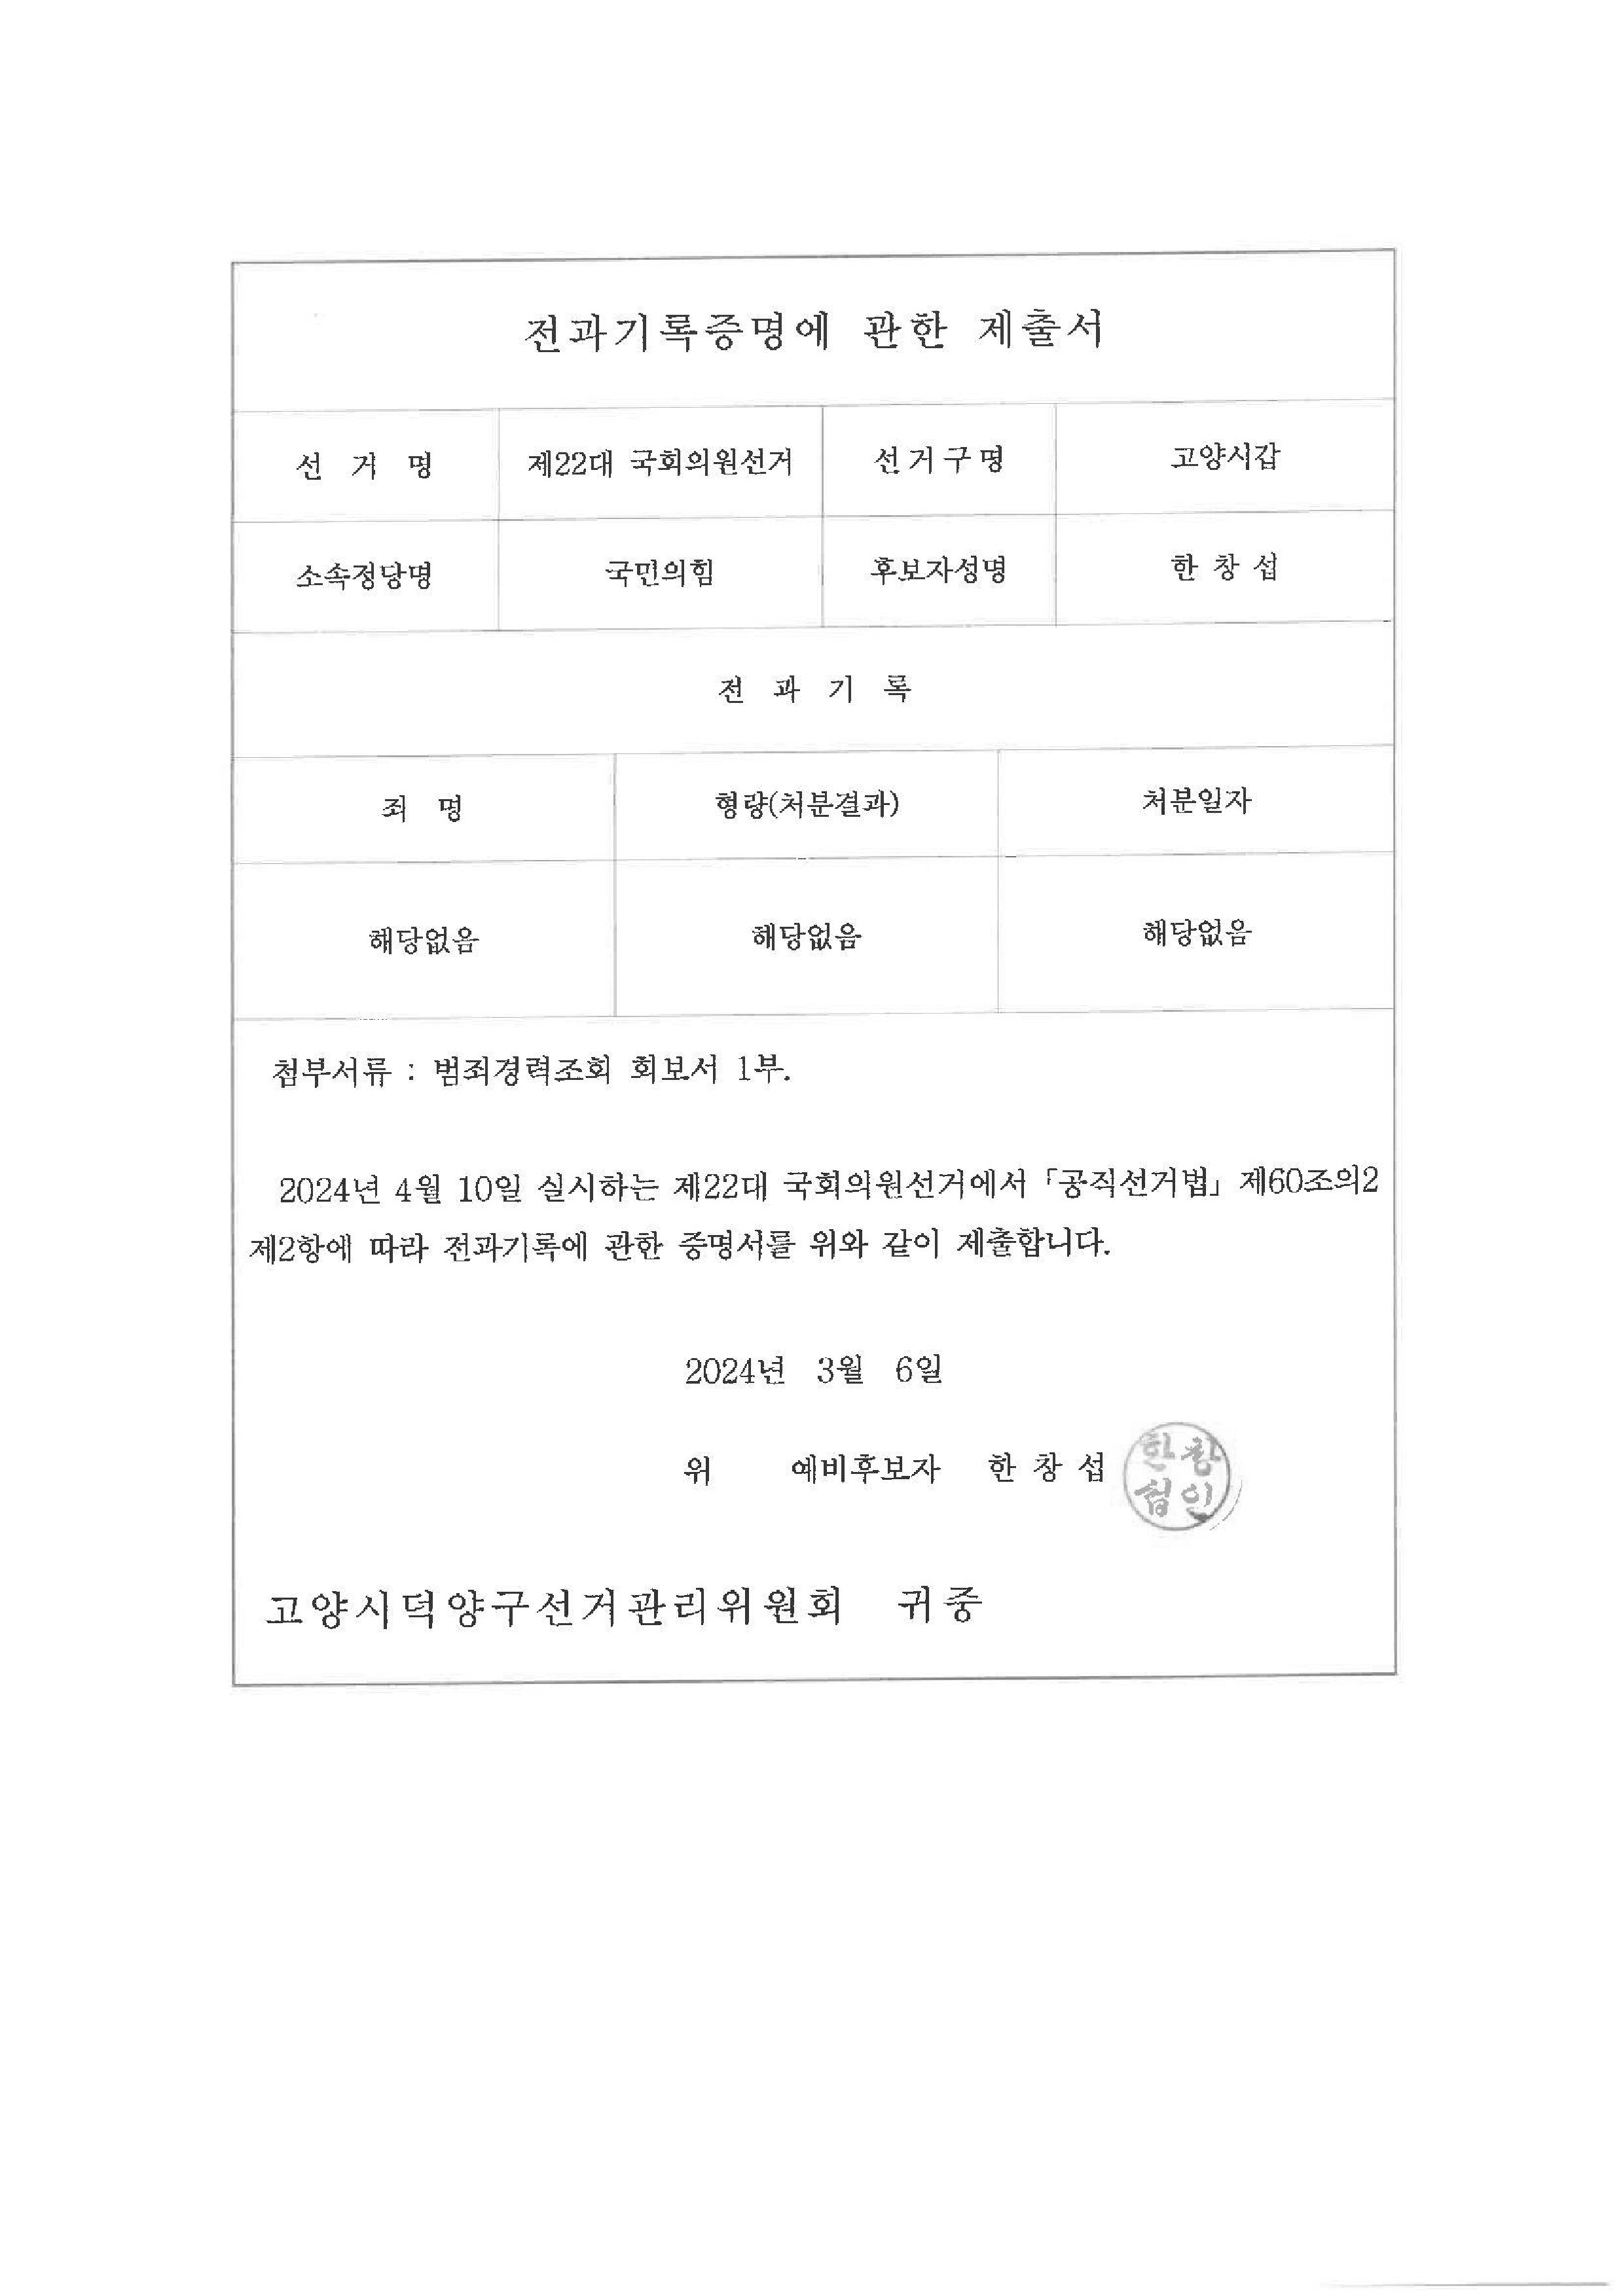 전과기록증명에 관한 제출서
선 거 명 제22대 국회의원선거 선거구명 고양시갑
소속정당명 국민의힘 후보자성명 한 창 섭
전 과 기 록
죄 명 형량(처분결과) 처분일자
해당없음 해당없음 해당없음
첨부서류 : 범죄경력조회 회보서 1부.
2024년 4월 10일 실시하는 제22대 국회의원선거에서 「공직선거법」 제60조의2
제2항에 따라 전과기록에 관한 증명서를 위와 같이 제출합니다.
2024년 3월 6일
위 예비후보자 한 창 섭
한창
섭인
고양시덕양구선거관리위원회 귀중